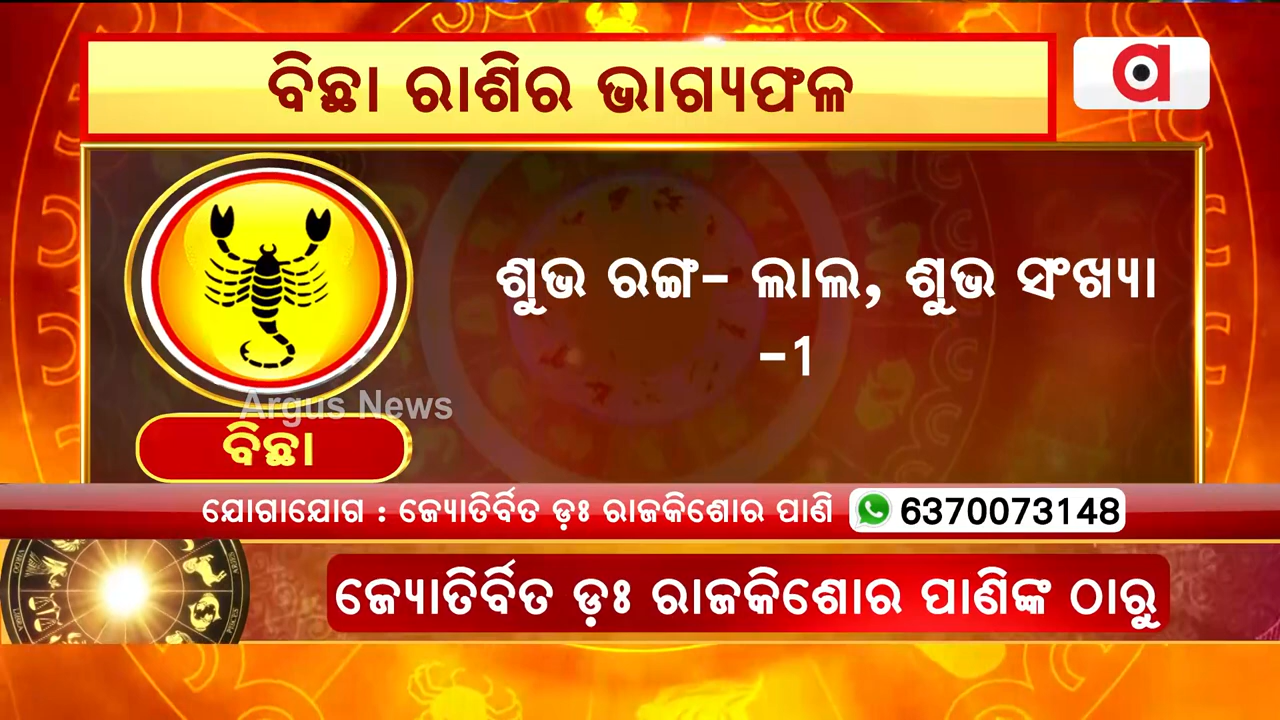 ବିଛା ରାଶିର ଭାଗ୍ୟଫଳ
a
ଶୁଭ ରଙ୍ଗ- ଲାଲ, ଶୁଭ ସଂଖ୍ୟା
-1
Argus News
ବିଛା
ଯୋଗାଯୋଗ : ଜ୍ୟୋତିର୍ବିତ ଡ଼ଃ ରାଜକିଶୋର ପାଣି 6370073148
ଜ୍ୟୋତିର୍ବିତ ଡ଼ଃ ରାଜକିଶୋର ପାଣିଙ୍କ ଠାରୁ